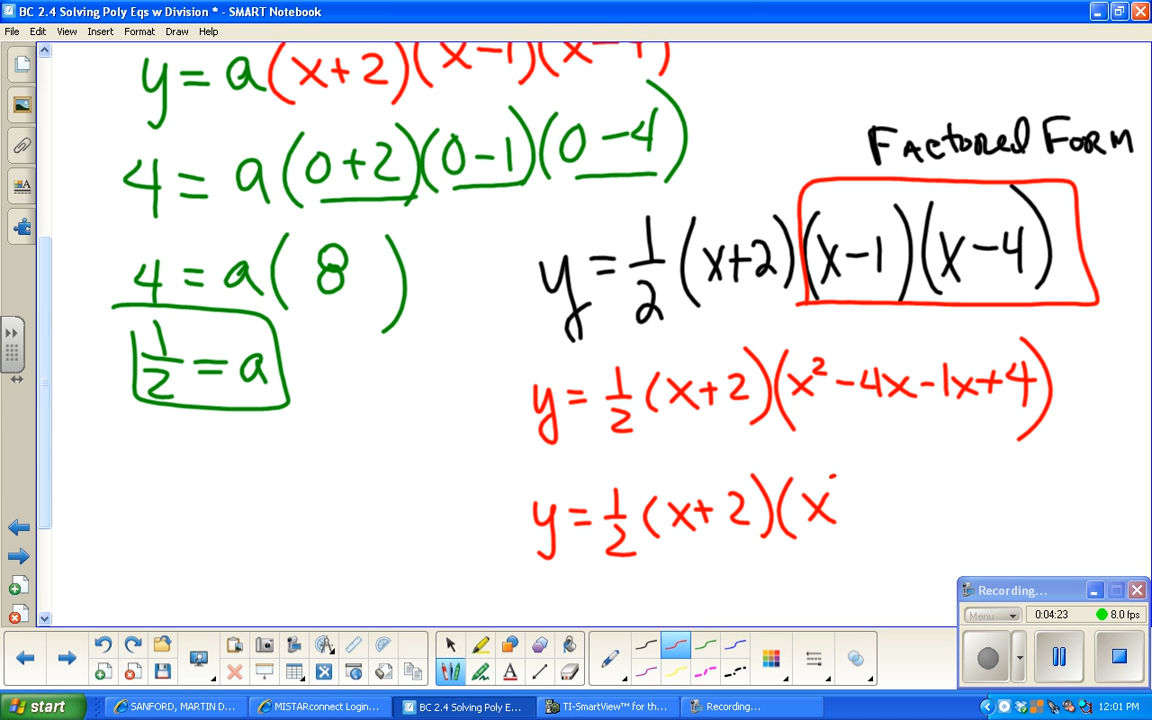 BC 2.4 Solving Poly Eqs w Division * - SMART Notebook
File Edit View Insert Format Draw Help
y = a(x+2)(x-1)(x-4)
4 = a(0+2)(0-1)(0-4)
4 = a( 8 )
1/2 = a
Factored Form
y = 1/2 (x+2)(x-1)(x-4)
y = 1/2 (x+2)(x² - 4x - 1x + 4)
y = 1/2 (x+2)(x
Recording...
Menu 0:04:23 8.0 fps
start SANFORD, MARTIN D... MISTARconnect Login... BC 2.4 Solving Poly E... TI-SmartView™ for th... Recording... 12:01 PM